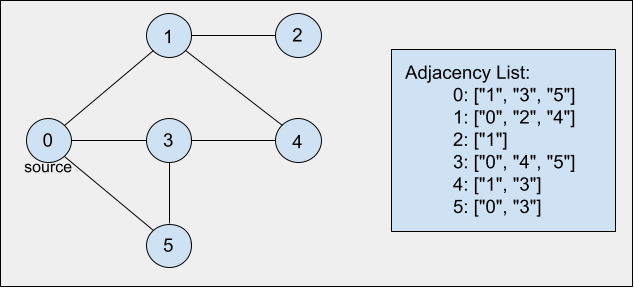 1
2
0
3
4
source
5
Adjacency List:
0: ["1", "3", "5"]
1: ["0", "2", "4"]
2: ["1"]
3: ["0", "4", "5"]
4: ["1", "3"]
5: ["0", "3"]